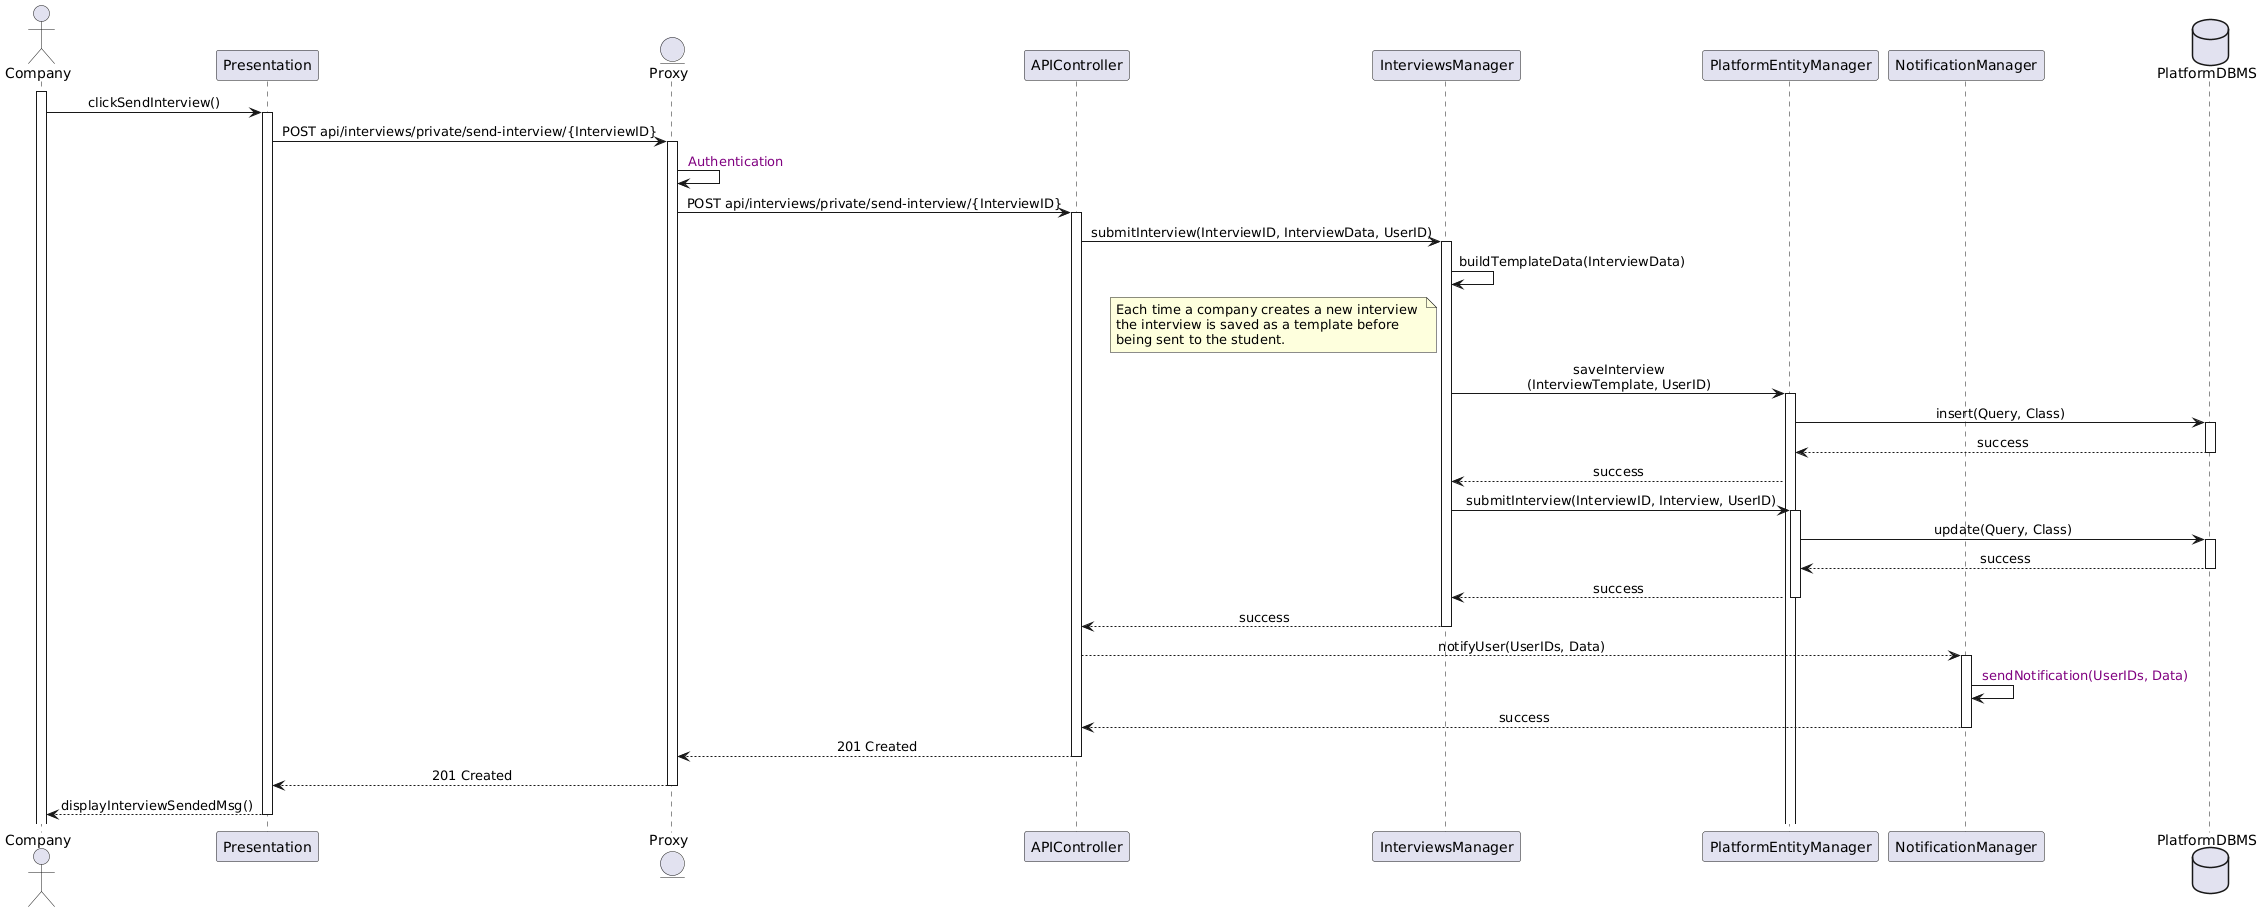 Company
Presentation
Proxy
APIController
InterviewsManager
PlatformEntityManager
NotificationManager
PlatformDBMS
clickSendInterview()
POST api/interviews/private/send-interview/{InterviewID}
Authentication
POST api/interviews/private/send-interview/{InterviewID}
submitInterview(InterviewID, InterviewData, UserID)
buildTemplateData(InterviewData)
Each time a company creates a new interview
the interview is saved as a template before
being sent to the student.
saveInterview
(InterviewTemplate, UserID)
insert(Query, Class)
success
success
submitInterview(InterviewID, Interview, UserID)
update(Query, Class)
success
success
success
notifyUser(UserIDs, Data)
sendNotification(UserIDs, Data)
success
201 Created
201 Created
displayInterviewSendedMsg()
Company
Presentation
Proxy
APIController
InterviewsManager
PlatformEntityManager
NotificationManager
PlatformDBMS